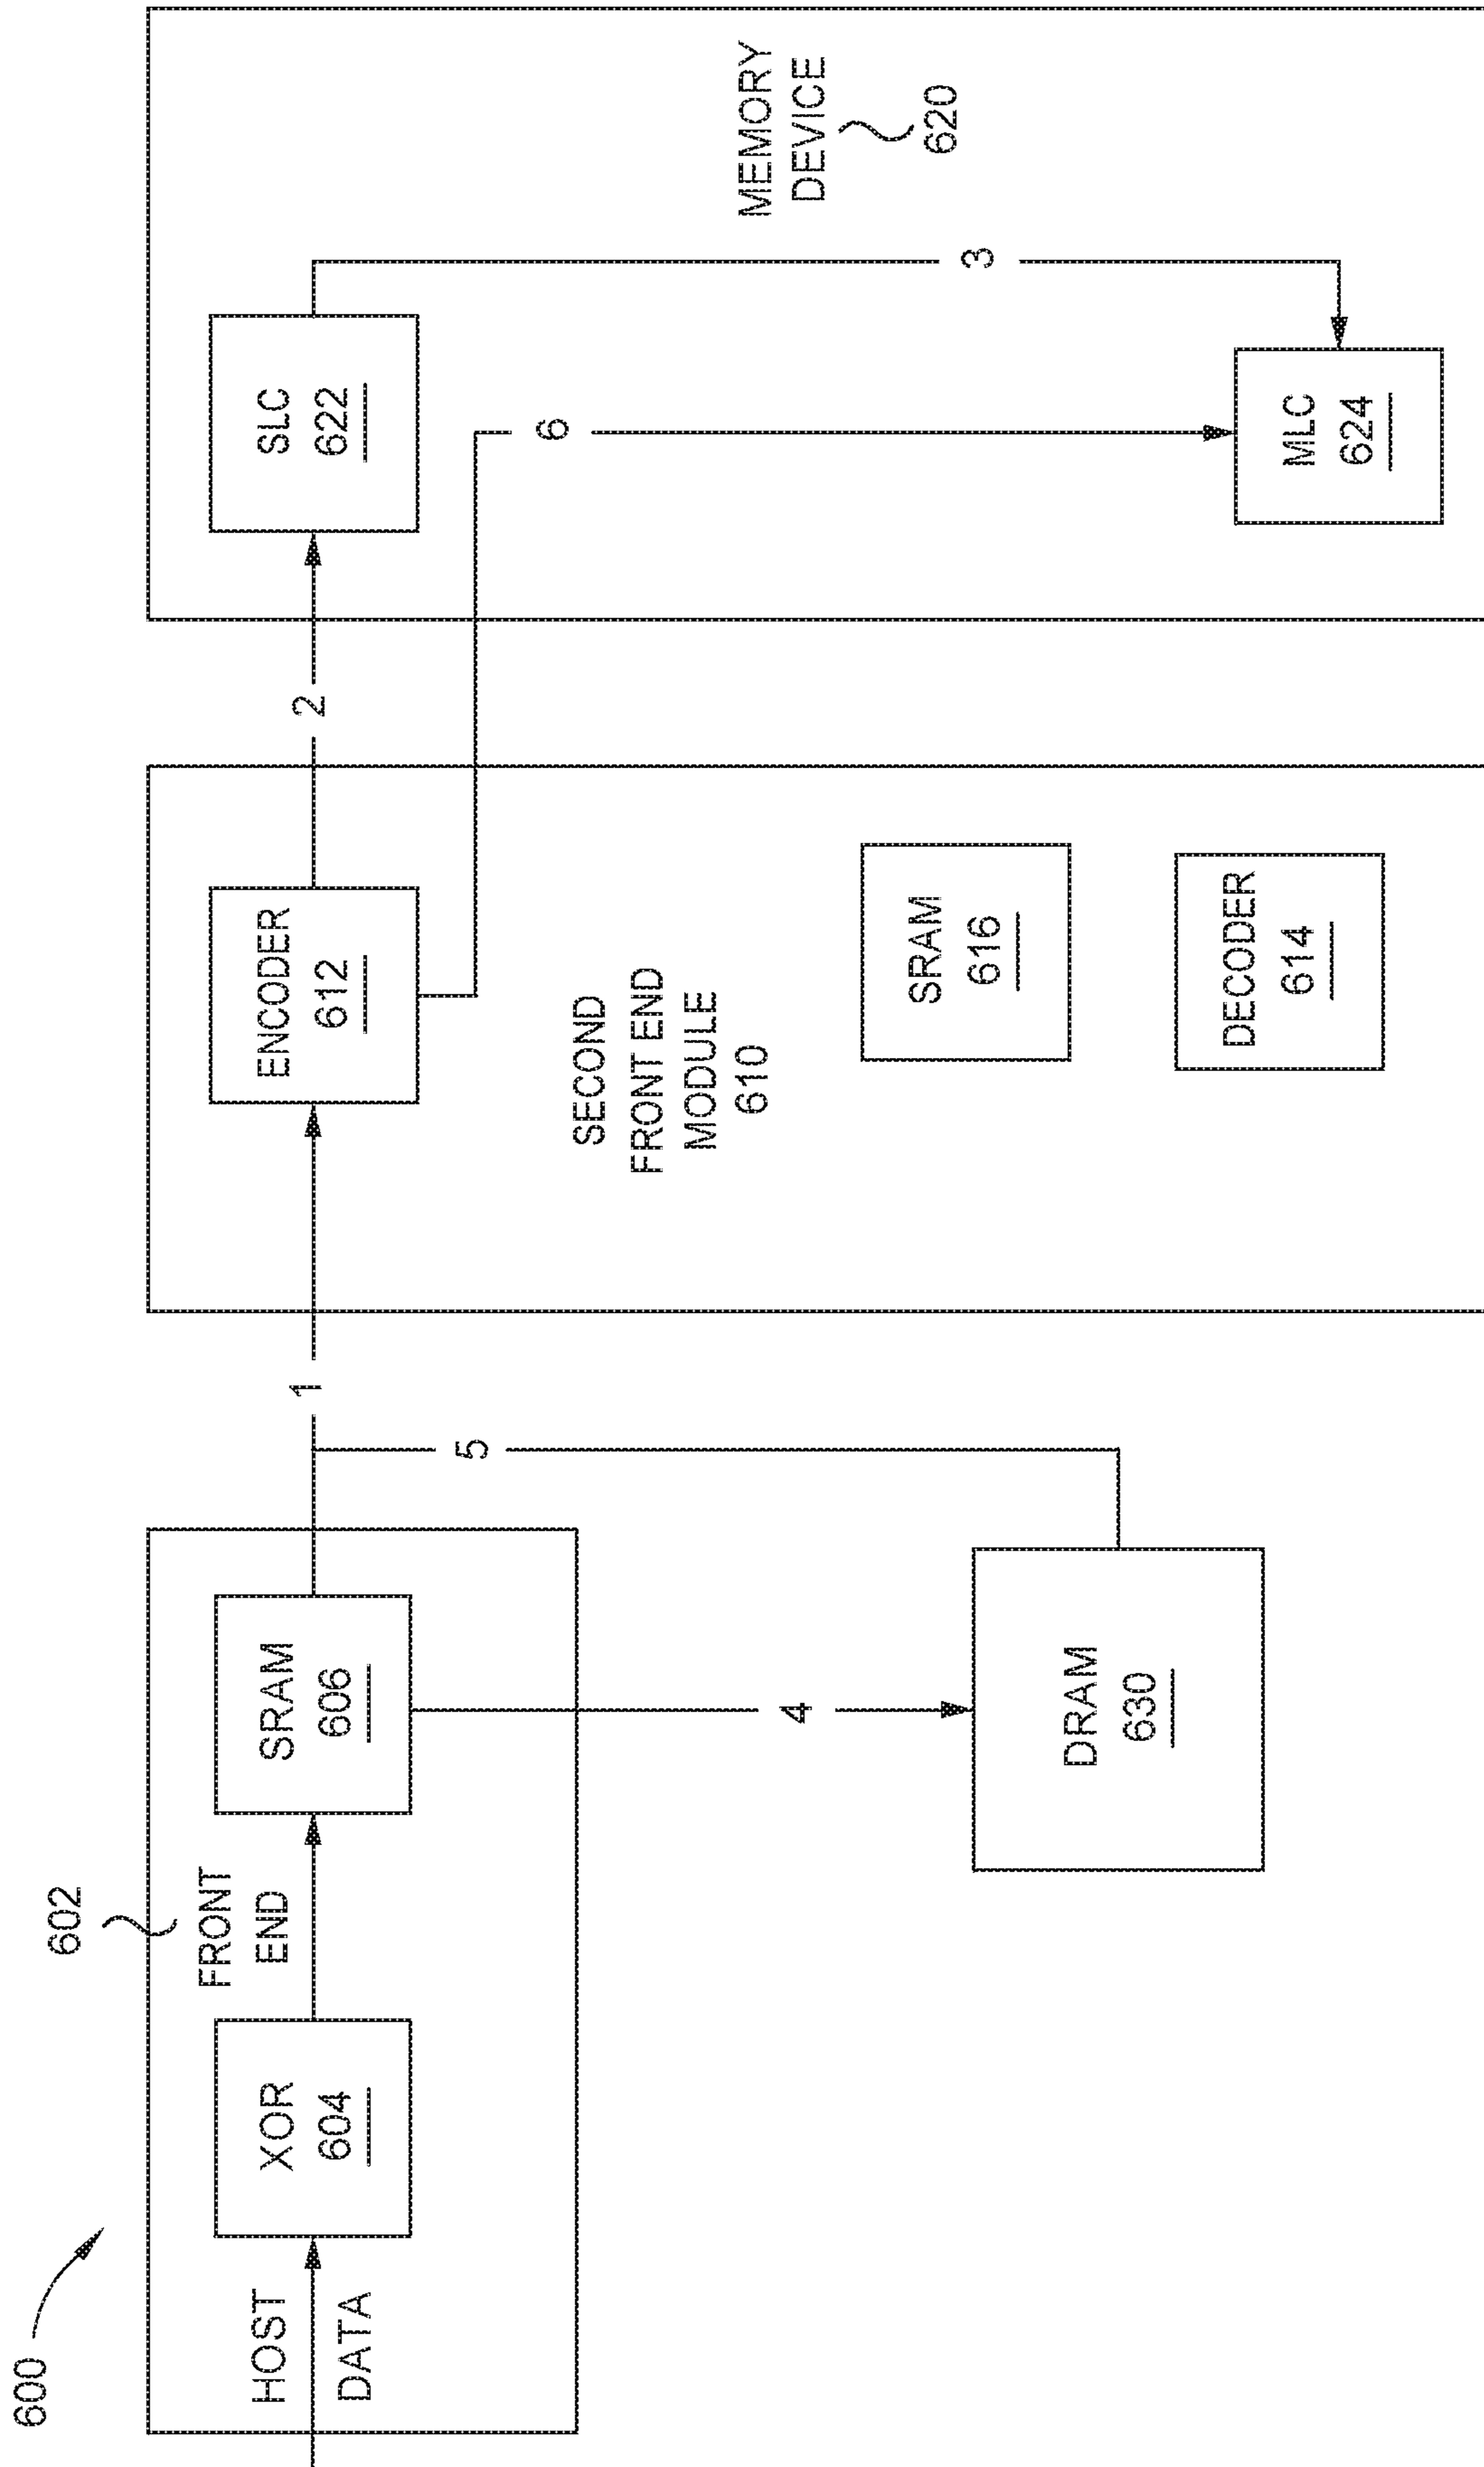 600
HOST
DATA
XOR
604
602
FRONT
END
SRAM
606
4
DRAM
630
5
1
ENCODER
612
SECOND
FRONT END
MODULE
610
SRAM
616
DECODER
614
2
6
SLC
622
3
MLC
624
MEMORY
DEVICE
620